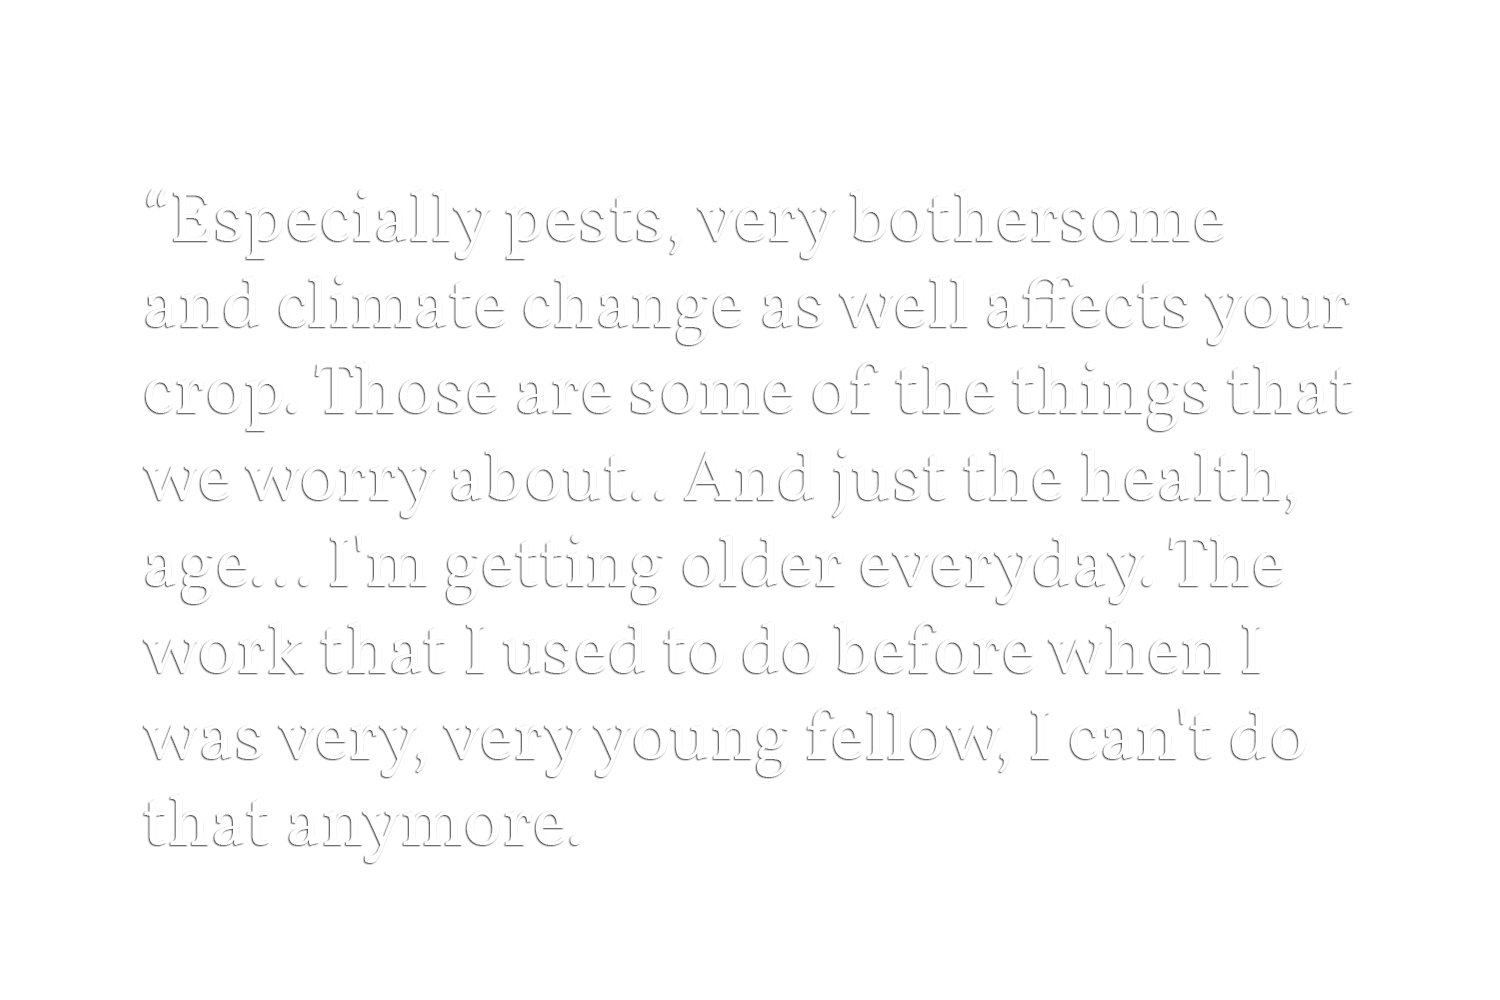 “Especially pests, very bothersome
and climate change as well affects your
crop. Those are some of the things that
we worry about.. And just the health,
age... I'm getting older everyday. The
work that I used to do before when I
was very, very young fellow, I can't do
that anymore.